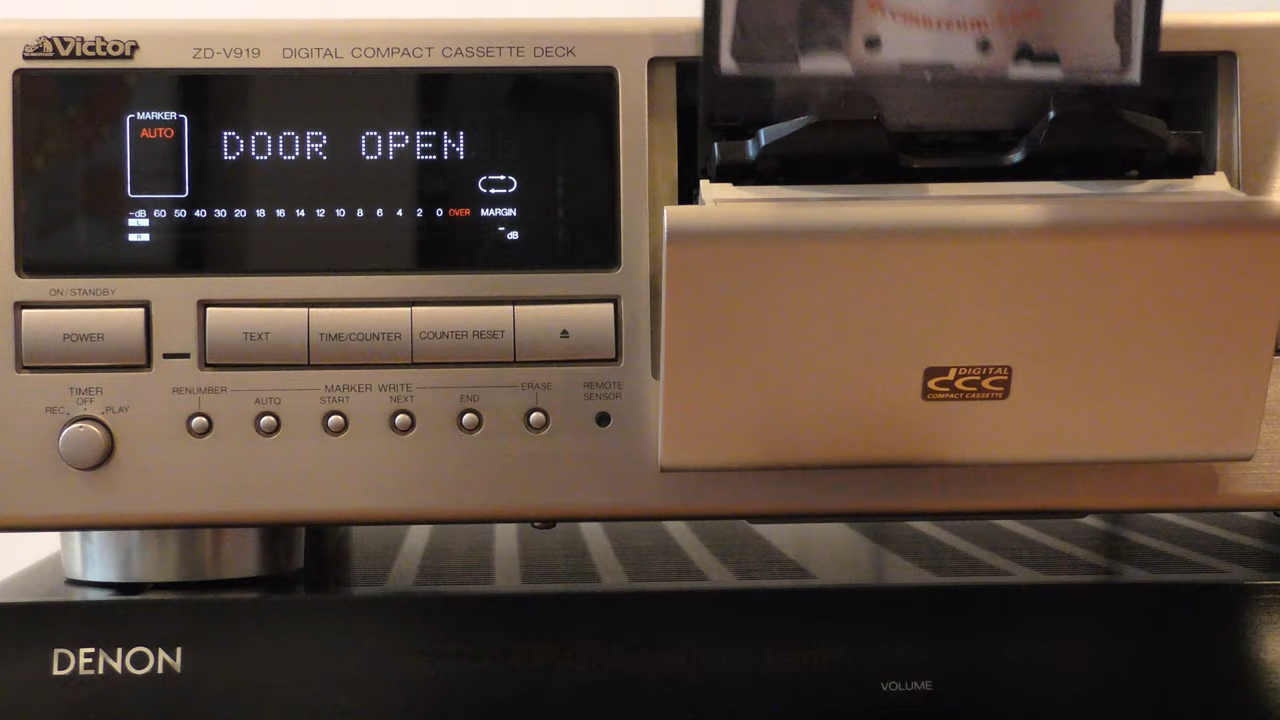 Victor
ZD-V919 DIGITAL COMPACT CASSETTE DECK
MARKER
AUTO
DOOR OPEN
-dB 60 50 40 30 20 18 16 14 12 10 8 6 4 2 0 OVER MARGIN
L
R
- dB
ON/STANDBY
POWER
TEXT
TIME/COUNTER
COUNTER RESET
TIMER
OFF
REC PLAY
RENUMBER MARKER WRITE ERASE
AUTO START NEXT END
REMOTE
SENSOR
DIGITAL
dcc
COMPACT CASSETTE
DENON
VOLUME